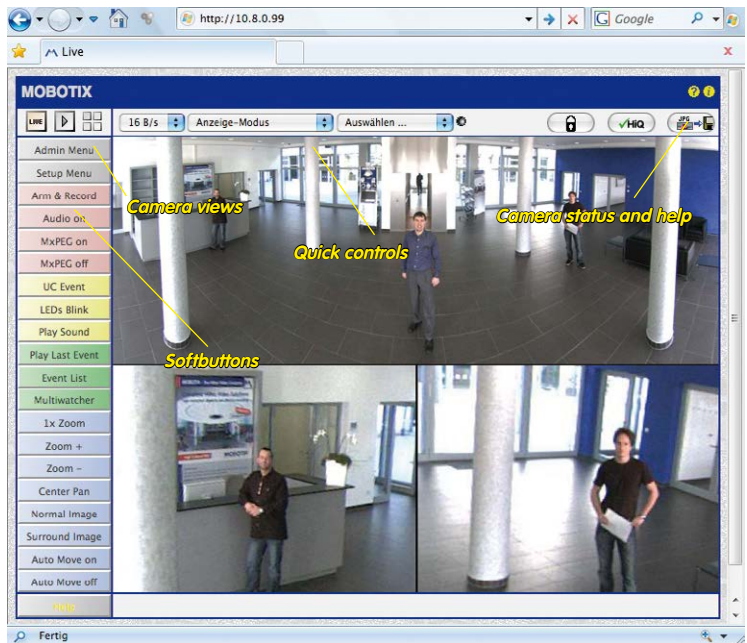 http://10.8.0.99
Google
Live
MOBOTIX
LIVE
16 B/s
Anzeige-Modus
Auswählen ...
HiQ
JPG
Admin Menu
Setup Menu
Arm & Record
Audio on
MxPEG on
MxPEG off
UC Event
LEDs Blink
Play Sound
Play Last Event
Event List
Multiwatcher
1x Zoom
Zoom +
Zoom -
Center Pan
Normal Image
Surround Image
Auto Move on
Auto Move off
Help
Camera views
Quick controls
Camera status and help
Softbuttons
MOBOTIX
Fertig